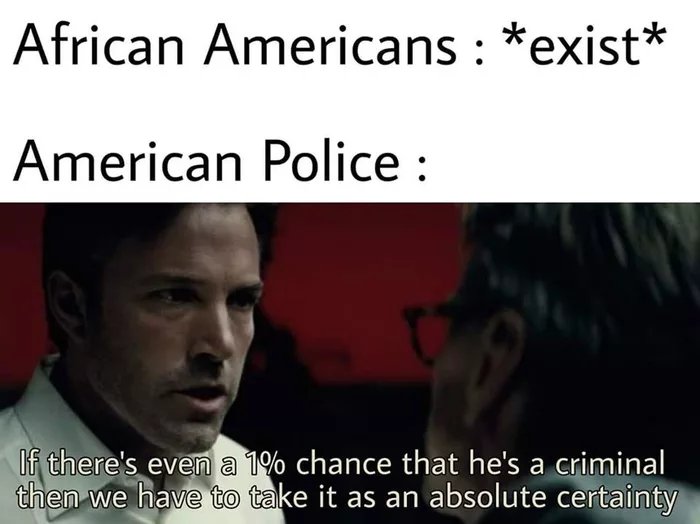 African Americans : *exist*
American Police :
If there's even a 1% chance that he's a criminal
then we have to take it as an absolute certainty